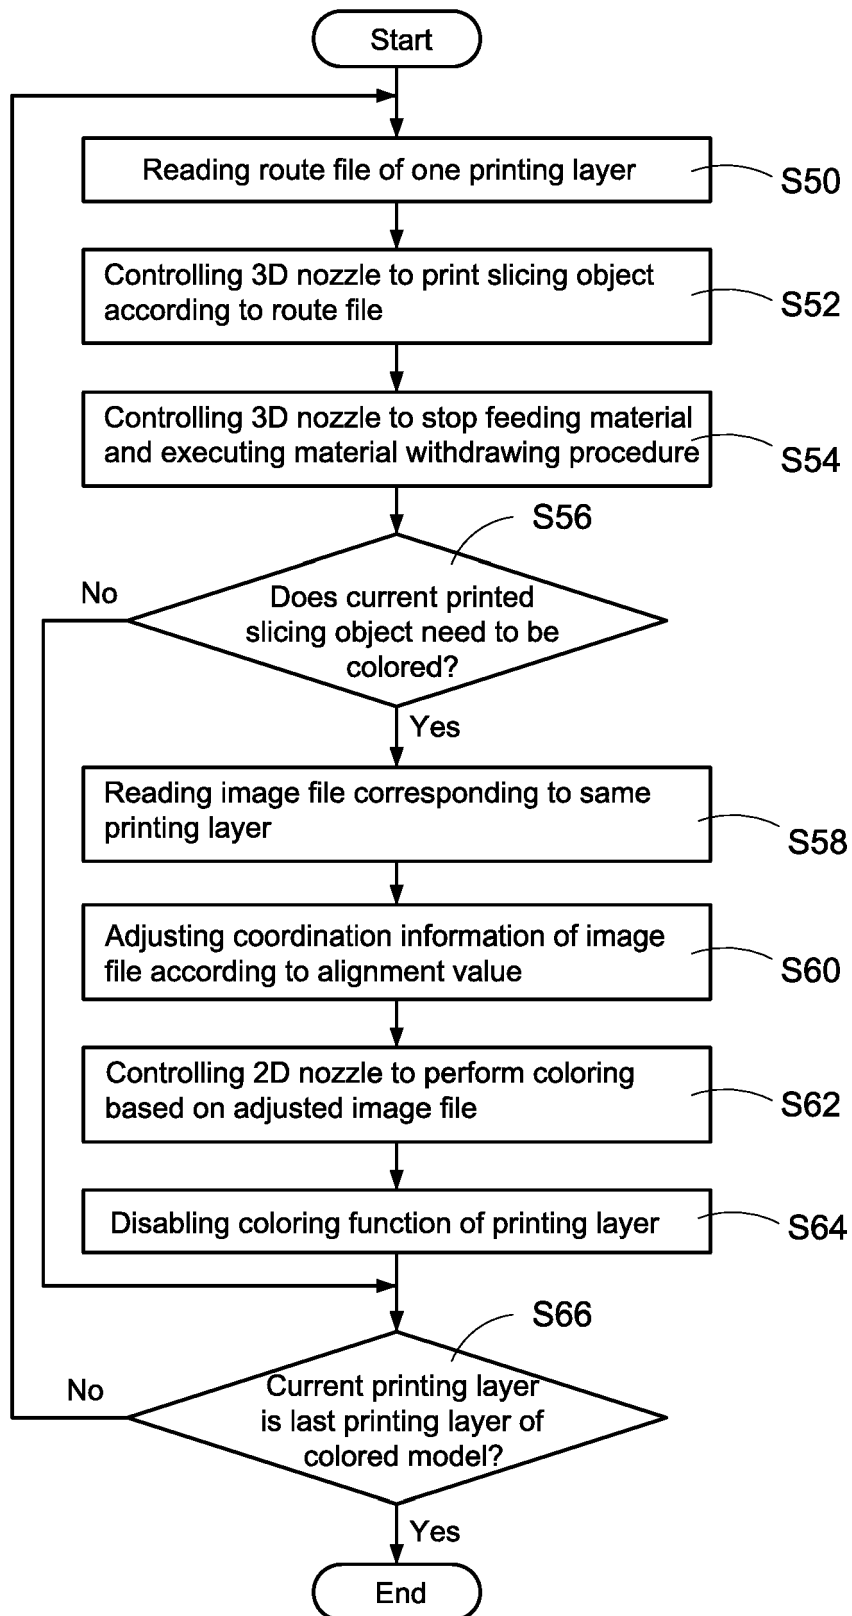 Start
Reading route file of one printing layer
S50
Controlling 3D nozzle to print slicing object
according to route file
S52
Controlling 3D nozzle to stop feeding material
and executing material withdrawing procedure
S54
S56
No
Does current printed
slicing object need to be
colored?
Yes
Reading image file corresponding to same
printing layer
S58
Adjusting coordination information of image
file according to alignment value
S60
Controlling 2D nozzle to perform coloring
based on adjusted image file
S62
Disabling coloring function of printing layer
S64
S66
No
Current printing layer
is last printing layer of
colored model?
Yes
End